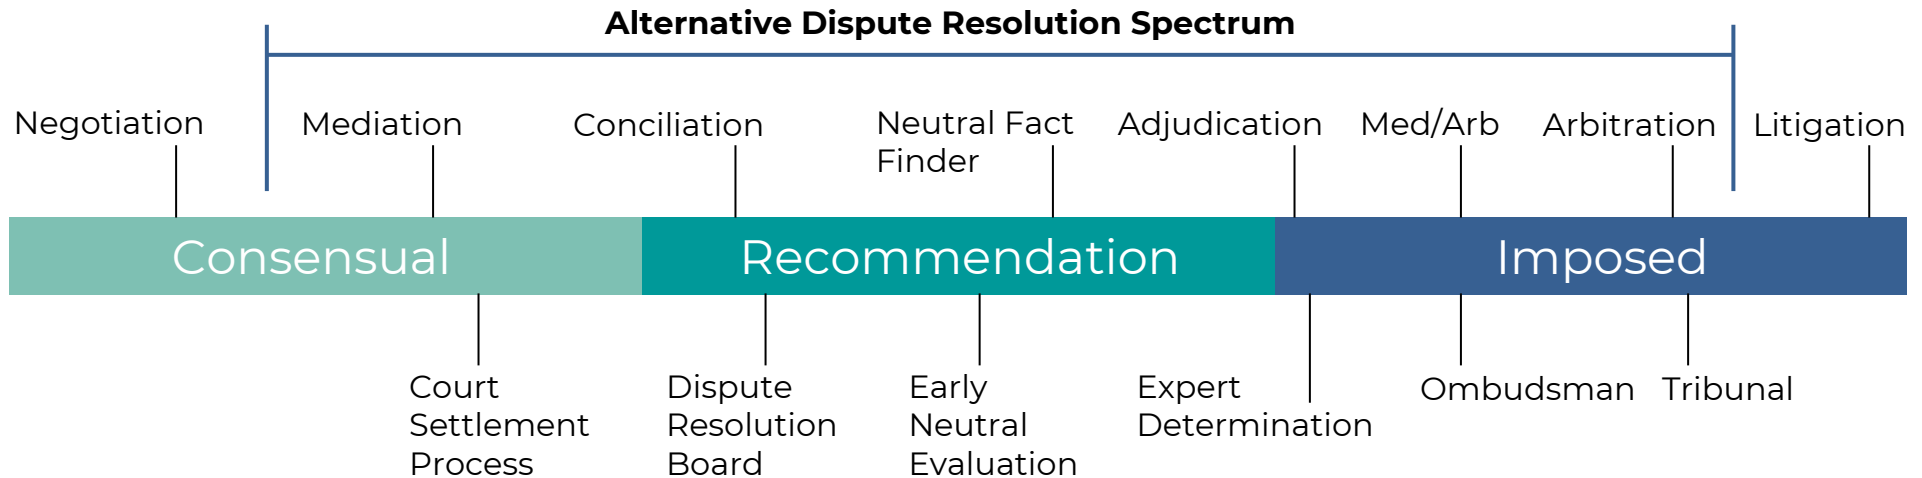 Alternative Dispute Resolution Spectrum
Negotiation
Mediation
Conciliation
Neutral Fact
Finder
Adjudication
Med/Arb
Arbitration
Litigation
Consensual
Recommendation
Imposed
Court
Settlement
Process
Dispute
Resolution
Board
Early
Neutral
Evaluation
Expert
Determination
Ombudsman
Tribunal